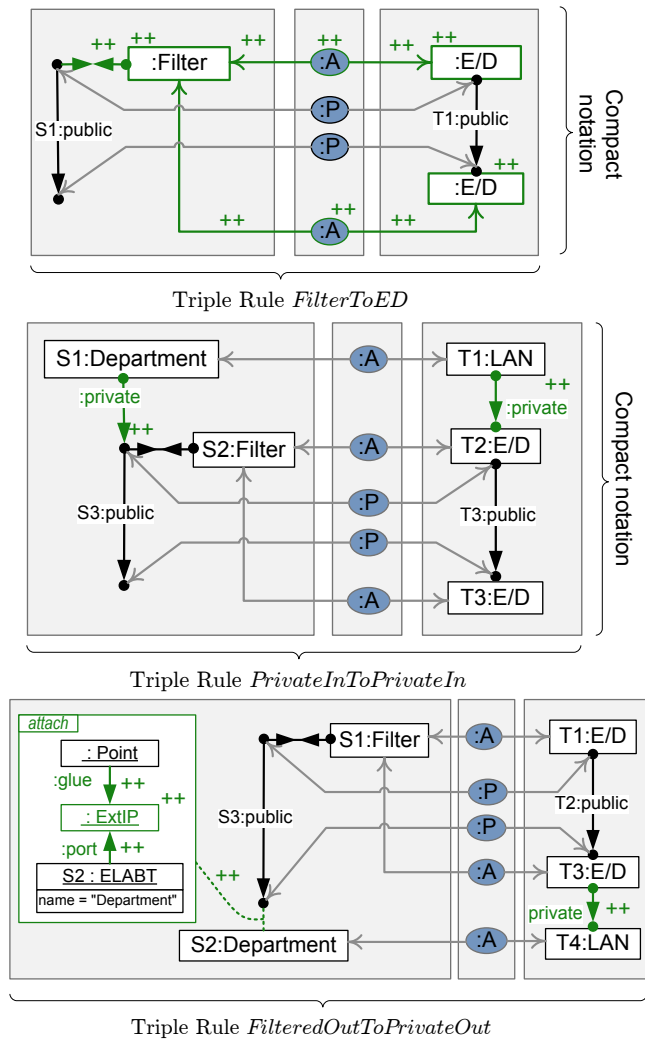 ++ ++ :Filter ++ ++ :A ++ :E/D ++
:P
S1:public T1:public
:P
++
:E/D
++ ++ ++ ++
:A
Compact notation
Triple Rule FilterToED
S1:Department :A T1:LAN
++
:private :private
++
S2:Filter :A T2:E/D
:P
S3:public T3:public
:P
:A T3:E/D
Compact notation
Triple Rule PrivateInToPrivateIn
attach
: Point
:glue ++ ++
: ExtIP
:port ++
S2 : ELABT
name = "Department"
++
S1:Filter :A T1:E/D
:P
S3:public T2:public
:P
:A T3:E/D
private ++
S2:Department :A T4:LAN
Triple Rule FilteredOutToPrivateOut